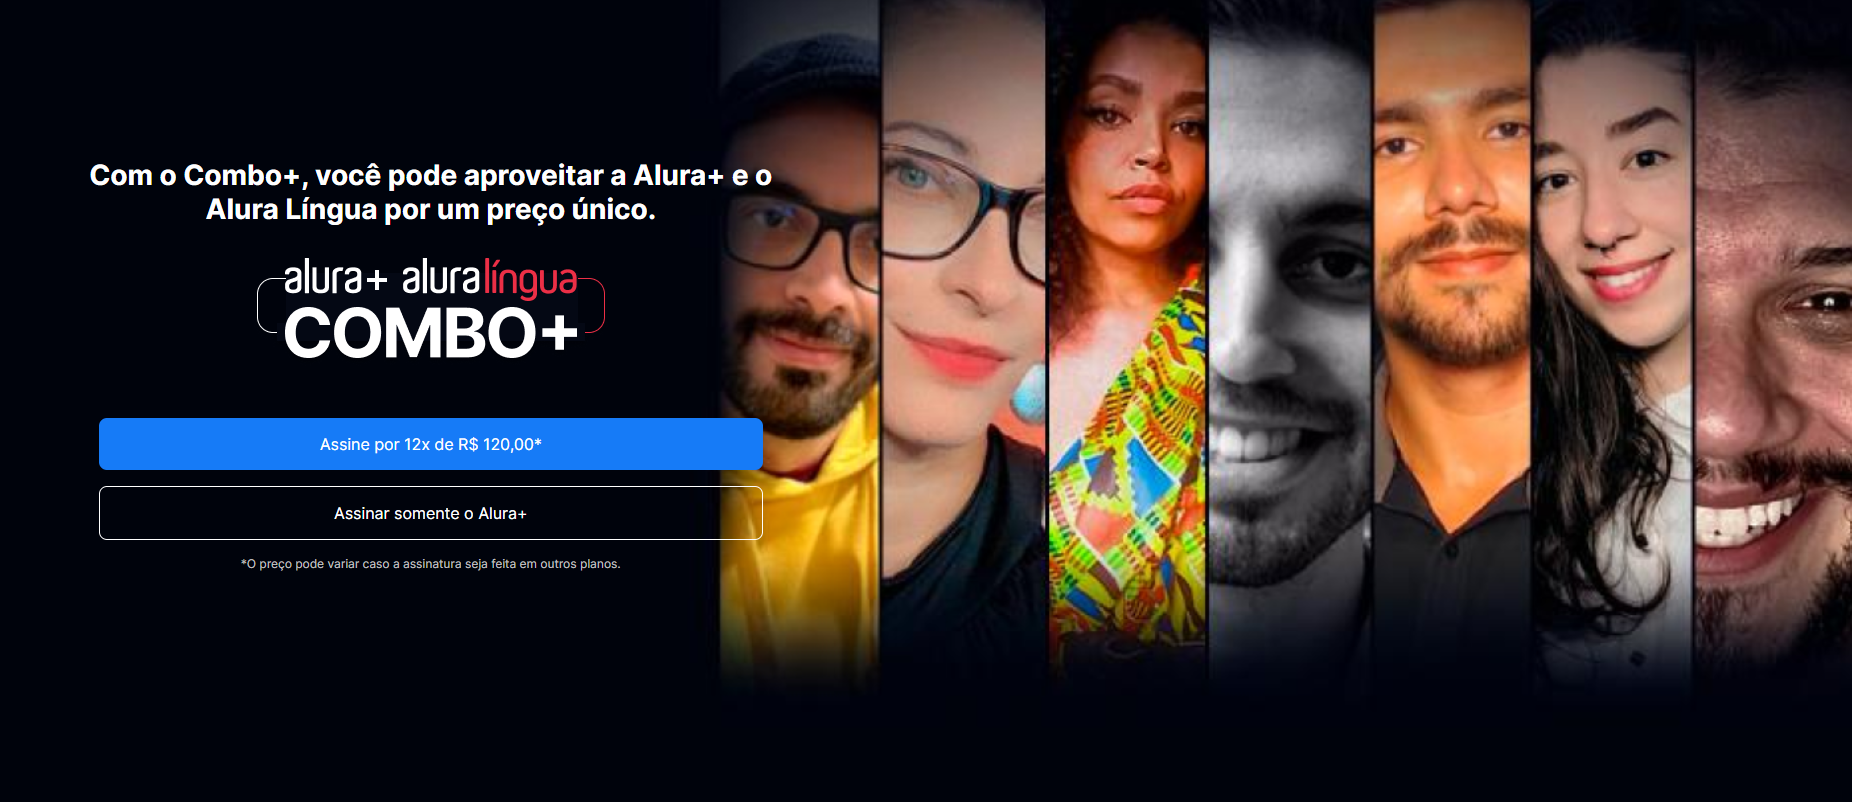 Com o Combo+, você pode aproveitar a Alura+ e o
Alura Língua por um preço único.
alura+ aluralíngua
COMBO+
Assine por 12x de R$ 120,00*
Assinar somente o Alura+
*O preço pode variar caso a assinatura seja feita em outros planos.